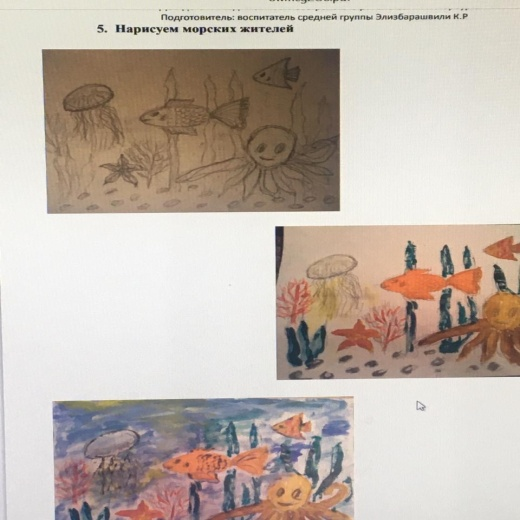 Подготовитель: воспитатель средней группы Элизбарашвили К.Р
5. Нарисуем морских жителей